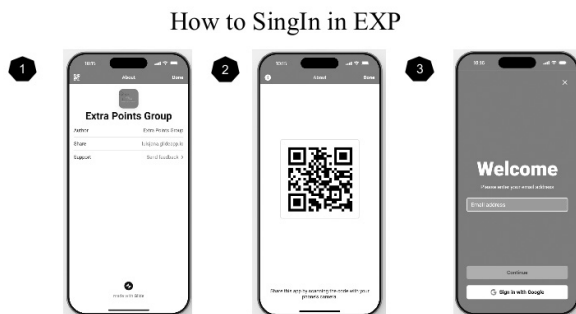 How to SingIn in EXP
1
About
Done
Extra Points Group
Author
Extra Points Group
Share
Support
Send feedback
made with Glide
2
About
Done
Share this app by scanning the code with your
phone's camera
3
Welcome
Please enter your email address
Email address
Continue
G Sign in with Google